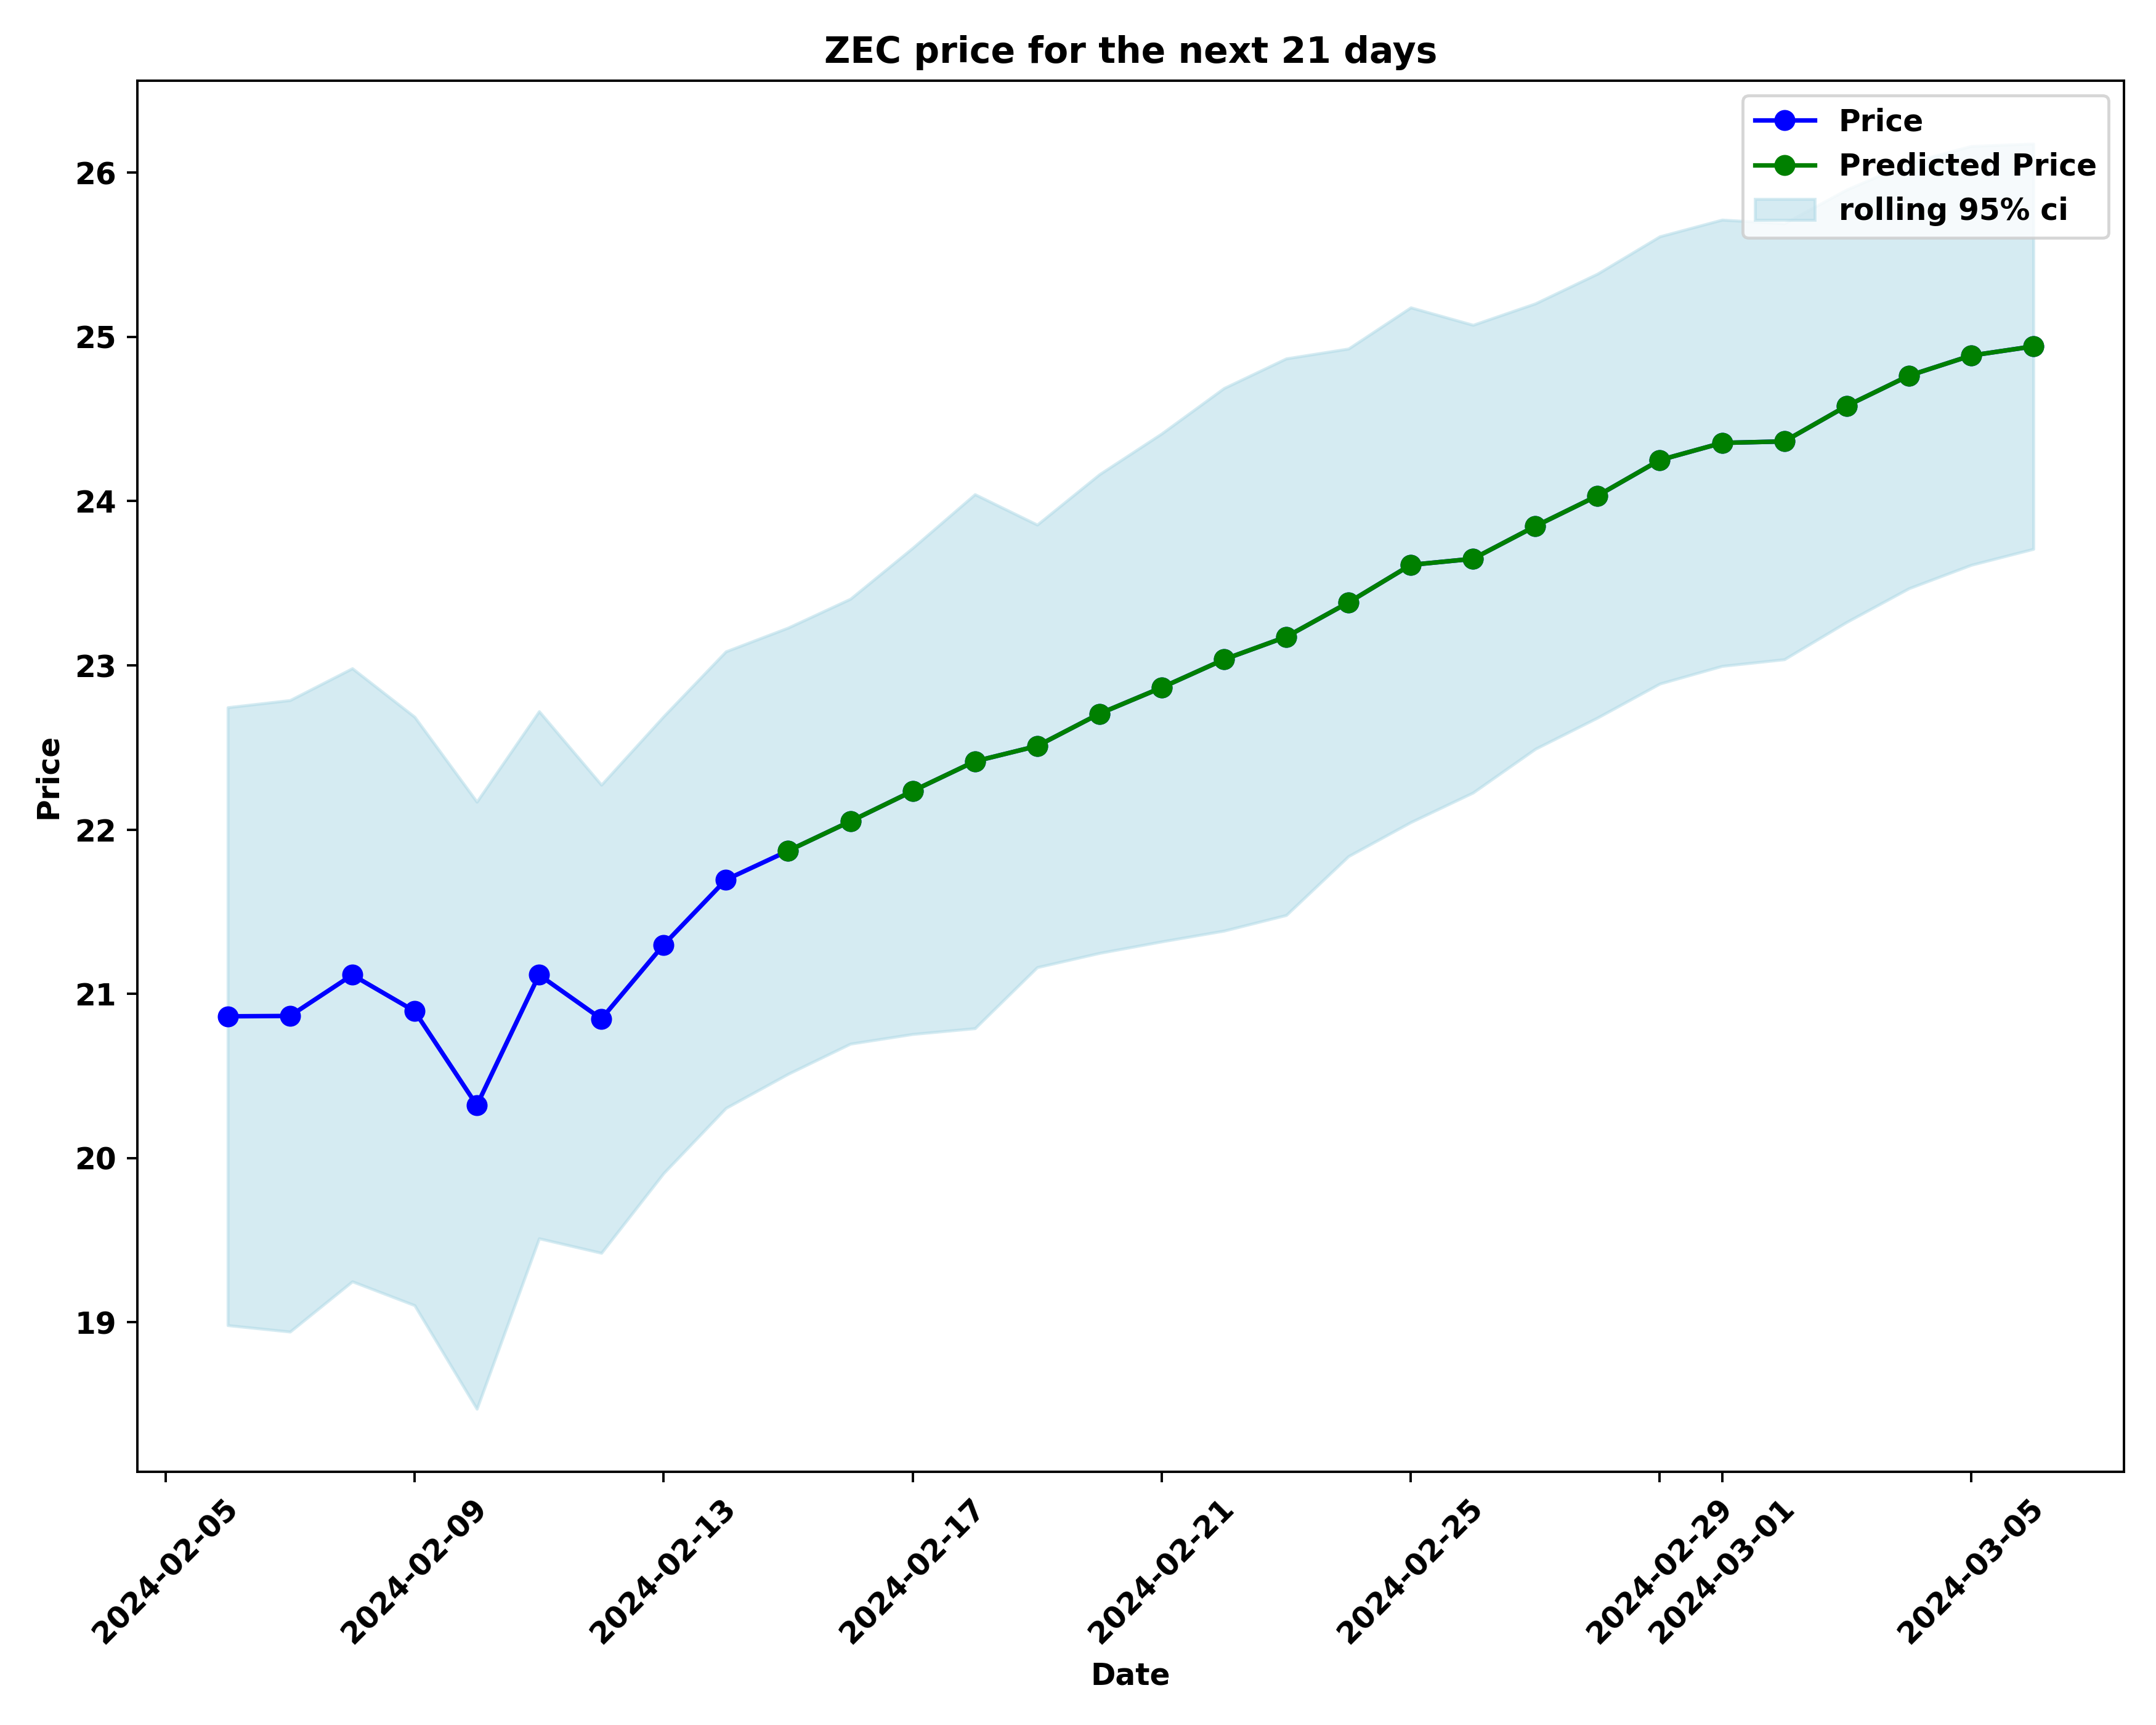 ZEC price for the next 21 days
Price
Predicted Price
rolling 95% ci
26
25
24
23
22
21
20
19
Price
2024-02-05
2024-02-09
2024-02-13
2024-02-17
2024-02-21
2024-02-25
2024-02-29
2024-03-01
2024-03-05
Date